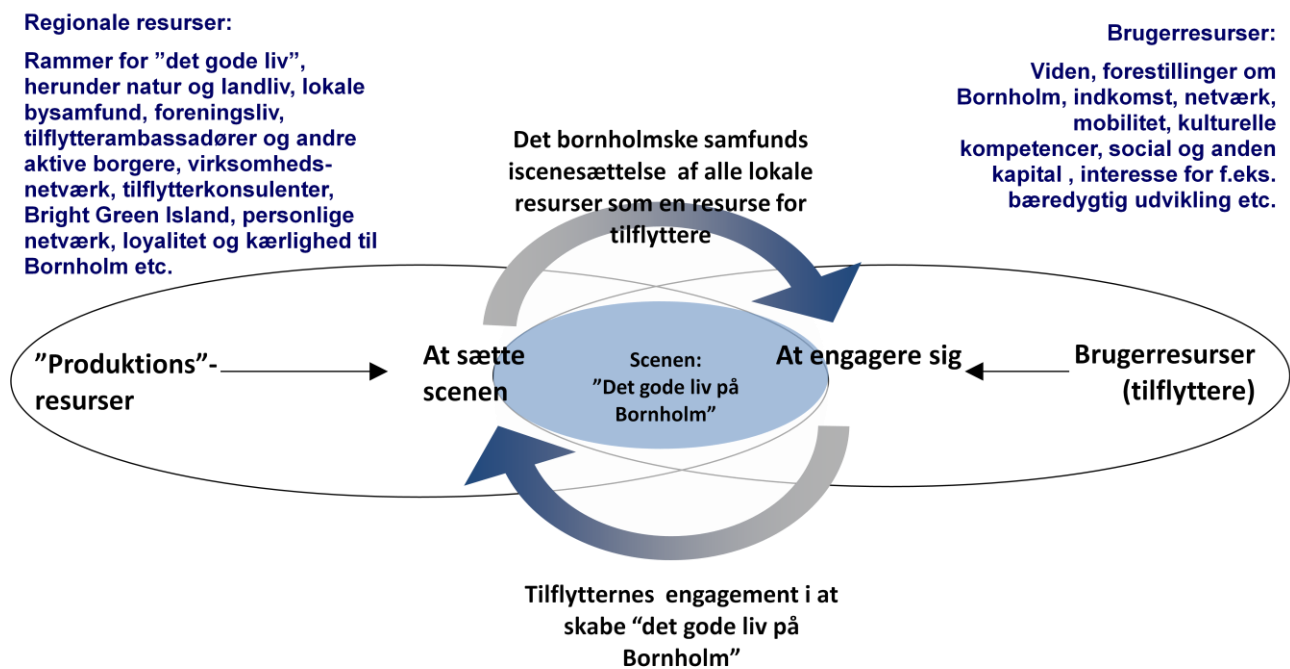 Regionale resurser:
Rammer for ”det gode liv”,
herunder natur og landliv, lokale
bysamfund, foreningsliv,
tilflytterambassadører og andre
aktive borgere, virksomheds-
netværk, tilflytterkonsulenter,
Bright Green Island, personlige
netværk, loyalitet og kærlighed til
Bornholm etc.
Brugerresurser:
Viden, forestillinger om
Bornholm, indkomst, netværk,
mobilitet, kulturelle
kompetencer, social og anden
kapital , interesse for f.eks.
bæredygtig udvikling etc.
Det bornholmske samfunds
iscenesættelse af alle lokale
resurser som en resurse for
tilflyttere
”Produktions”-
resurser
At sætte
scenen
Scenen:
”Det gode liv på
Bornholm”
At engagere sig
Brugerresurser
(tilflyttere)
Tilflytternes engagement i at
skabe “det gode liv på
Bornholm”